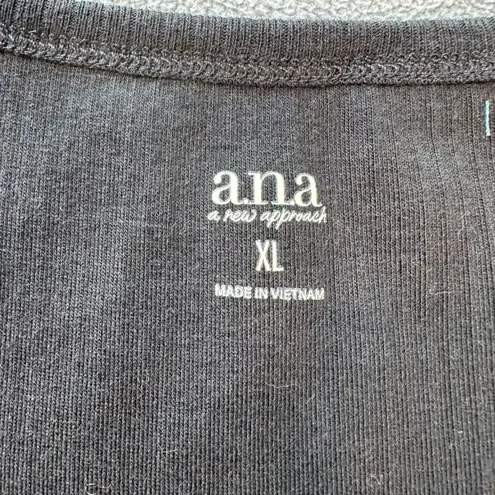 a.n.a
a new approach
XL
MADE IN VIETNAM